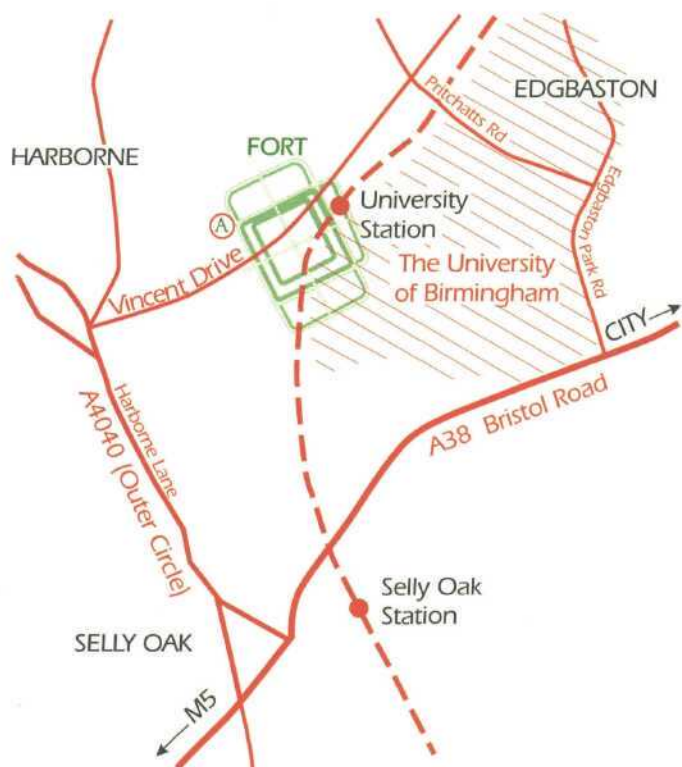 EDGBASTON
Pritchatts Rd
HARBORNE
FORT
Edgbaston Park Rd
University
Station
A
The University
of Birmingham
Vincent Drive
CITY
A38 Bristol Road
Harborne Lane
A4040 (Outer Circle)
Selly Oak
Station
SELLY OAK
M5